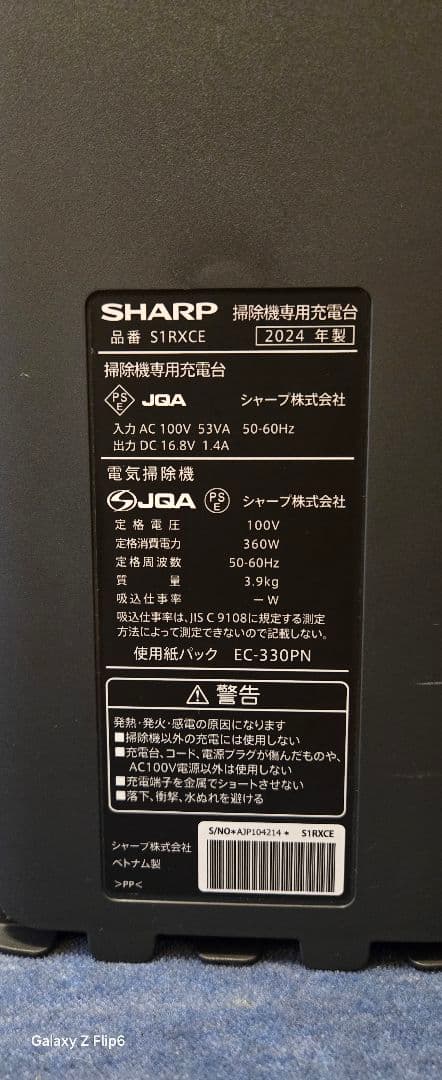 SHARP 掃除機専用充電台
品番 S1RXCE 2024 年製
掃除機専用充電台
PSE JQA シャープ株式会社
入力 AC 100V 53VA 50-60Hz
出力 DC 16.8V 1.4A
電気掃除機
JQA PSE シャープ株式会社
定格電圧 100V
定格消費電力 360W
定格周波数 50-60Hz
質量 3.9kg
吸込仕事率 －W
吸込仕事率は、JIS C 9108に規定する測定
方法によって測定できないので記載しない。
使用紙パック EC-330PN
警告
発熱・発火・感電の原因になります
■掃除機以外の充電には使用しない
■充電台、コード、電源プラグが傷んだものや、
AC100V電源以外は使用しない
■充電端子を金属でショートさせない
■落下、衝撃、水ぬれを避ける
S/NO*AJP104214* S1RXCE
シャープ株式会社
ベトナム製
>PP<
Galaxy Z Flip6